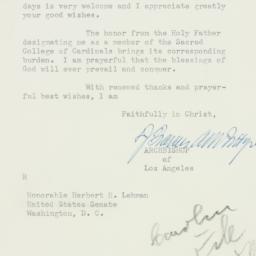 days is very welcome and I appreciate greatly
your good wishes.
The honor from the Holy Father
designating me as a member of the Sacred
College of Cardinals brings its corresponding
burden. I am prayerful that the blessings of
God will ever prevail and conquer.
With renewed thanks and prayer-
ful best wishes, I am
Faithfully in Christ,
ARCHBISHOP
of
Los Angeles
R
Honorable Herbert H. Lehman
United States Senate
Washington, D. C.
File